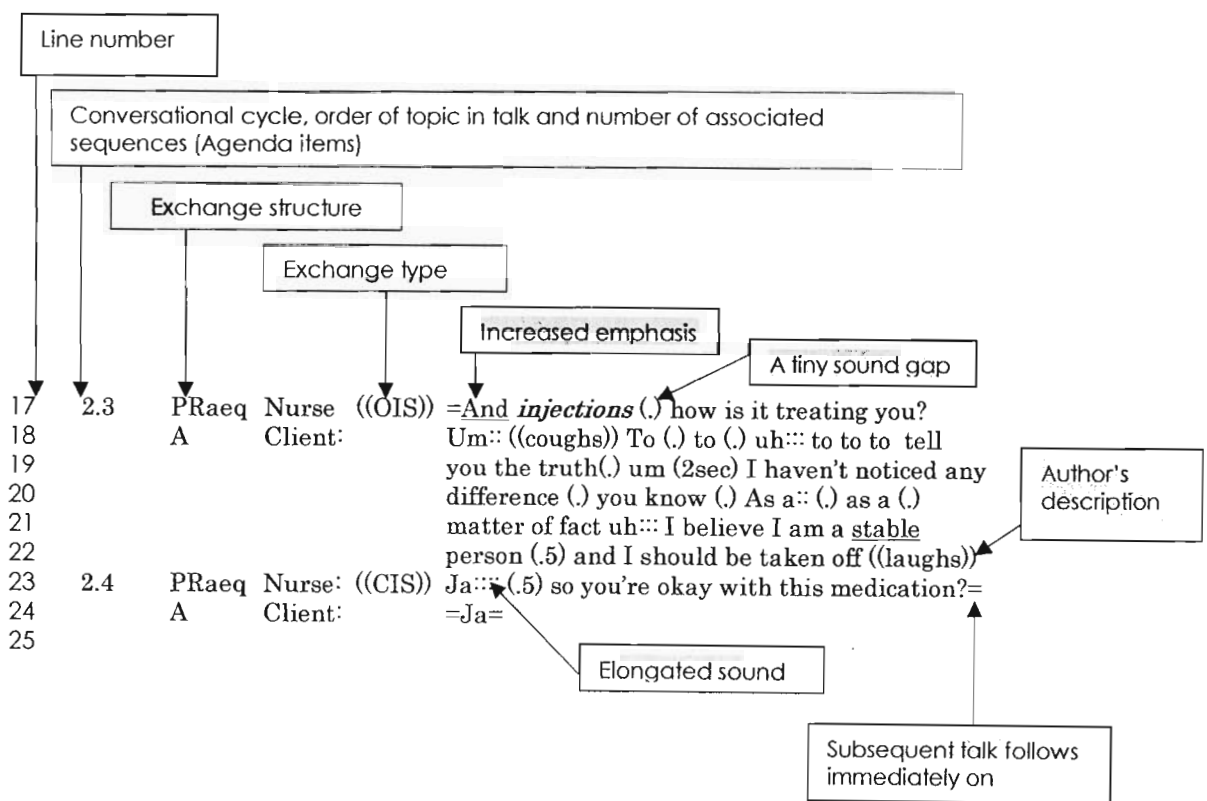 Line number
Conversational cycle, order of topic in talk and number of associated
sequences (Agenda items)
Exchange structure
Exchange type
Increased emphasis
A tiny sound gap
17 2.3 PRaeq Nurse ((OIS)) =And injections (.) how is it treating you?
18 A Client: Um:: ((coughs)) To (.) to (.) uh::: to to to tell
19 you the truth(.) um (2sec) I haven't noticed any
20 difference (.) you know (.) As a:: (.) as a (.)
21 matter of fact uh::: I believe I am a stable
22 person (.5) and I should be taken off ((laughs))
23 2.4 PRaeq Nurse: ((CIS)) Ja:::: (.5) so you're okay with this medication?=
24 A Client: =Ja=
25
Author's
description
Elongated sound
Subsequent talk follows
immediately on